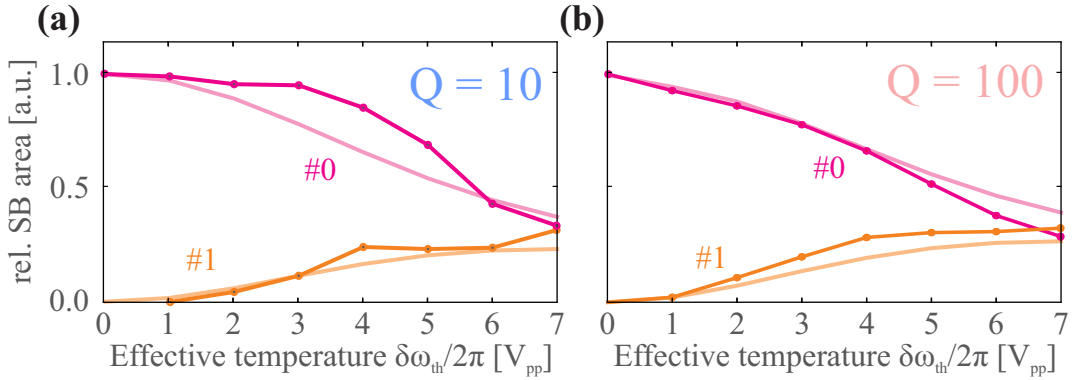 (a)
(b)
rel. SB area [a.u.]
1.0
0.5
0.0
Q = 10
#0
#1
0 1 2 3 4 5 6 7
Effective temperature δω_th/2π [V_pp]
Q = 100
#0
#1
0 1 2 3 4 5 6 7
Effective temperature δω_th/2π [V_pp]